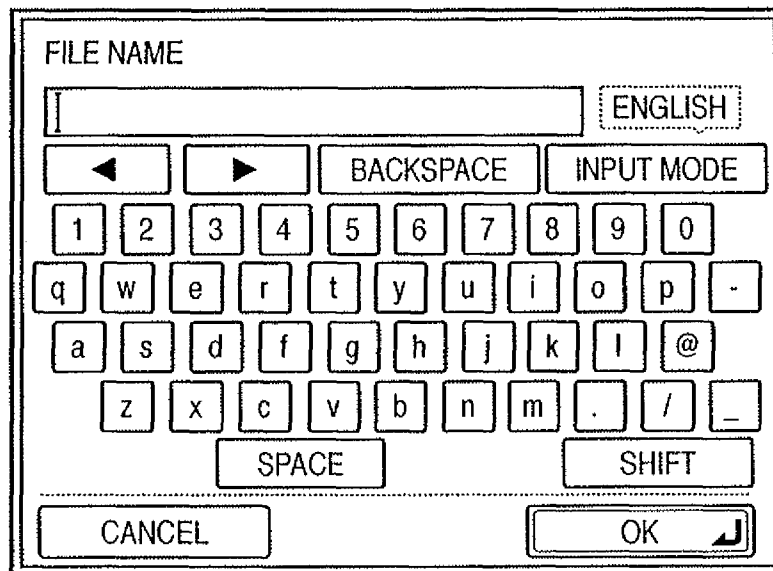 FILE NAME
ENGLISH
◀ ▶ BACKSPACE INPUT MODE
1 2 3 4 5 6 7 8 9 0
q w e r t y u i o p -
a s d f g h j k l @
z x c v b n m . / _
SPACE SHIFT
CANCEL OK